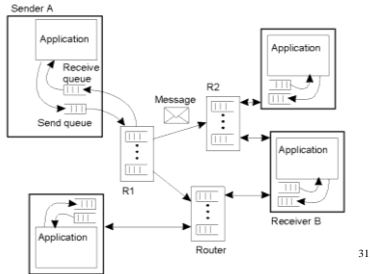 Sender A
Application
Receive
queue
Send queue
Message
R2
Application
R1
Application
Receiver B
Application
Router
31